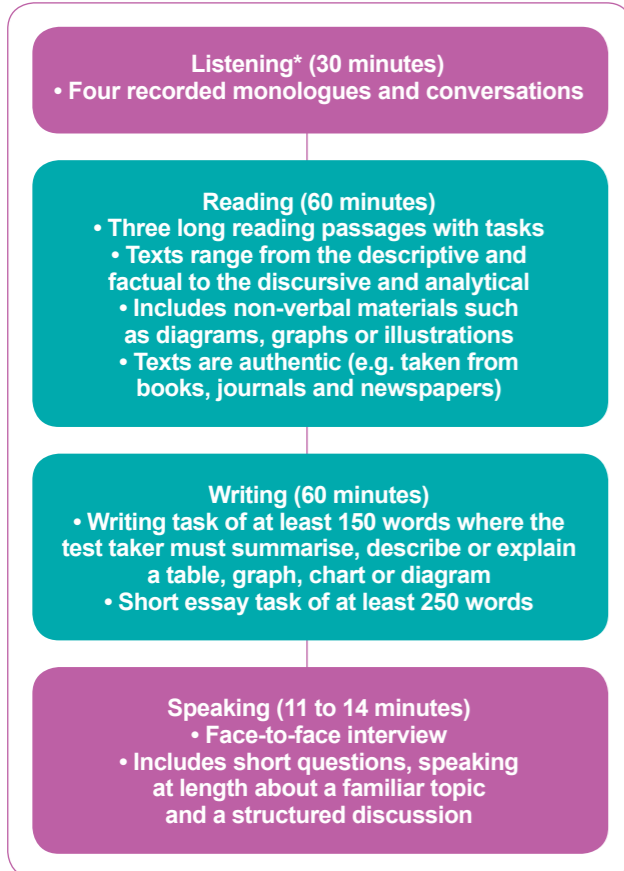 Listening* (30 minutes)
• Four recorded monologues and conversations
Reading (60 minutes)
• Three long reading passages with tasks
• Texts range from the descriptive and
factual to the discursive and analytical
• Includes non-verbal materials such
as diagrams, graphs or illustrations
• Texts are authentic (e.g. taken from
books, journals and newspapers)
Writing (60 minutes)
• Writing task of at least 150 words where the
test taker must summarise, describe or explain
a table, graph, chart or diagram
• Short essay task of at least 250 words
Speaking (11 to 14 minutes)
• Face-to-face interview
• Includes short questions, speaking
at length about a familiar topic
and a structured discussion